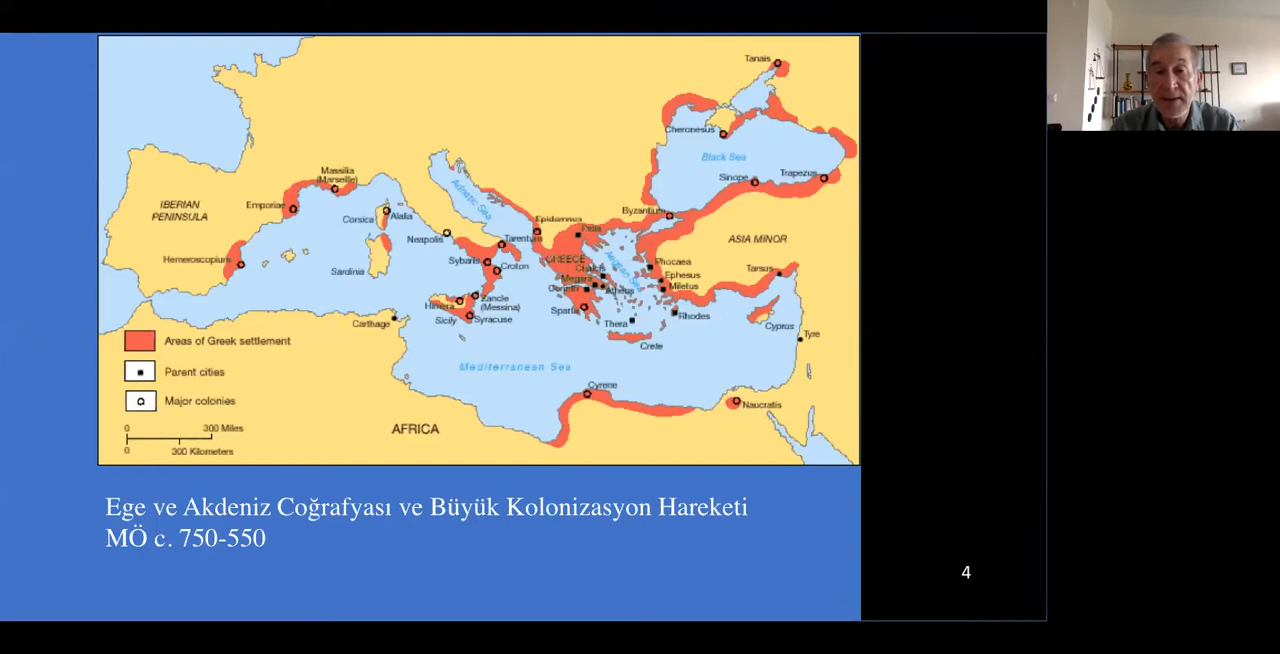 Tanais
Cheronesus
Black Sea
Sinope
Trapezus
Massilia
(Marseille)
Emporiae
IBERIAN
PENINSULA
Corsica
Alalia
Adriatic Sea
Epidamnus
Byzantium
Pella
ASIA MINOR
Neapolis
Tarentum
GREECE
Aegean Sea
Hemeroscopium
Sardinia
Sybaris
Croton
Chalcis
Megara
Corinth
Athens
Phocaea
Ephesus
Miletus
Tarsus
Himera
Zancle
(Messina)
Sicily
Syracuse
Sparta
Thera
Rhodes
Cyprus
Carthage
Crete
Tyre
Areas of Greek settlement
Mediterranean Sea
Parent cities
Cyrene
Major colonies
Naucratis
0
300 Miles
0
300 Kilometers
AFRICA
Ege ve Akdeniz Coğrafyası ve Büyük Kolonizasyon Hareketi
MÖ c. 750-550
4